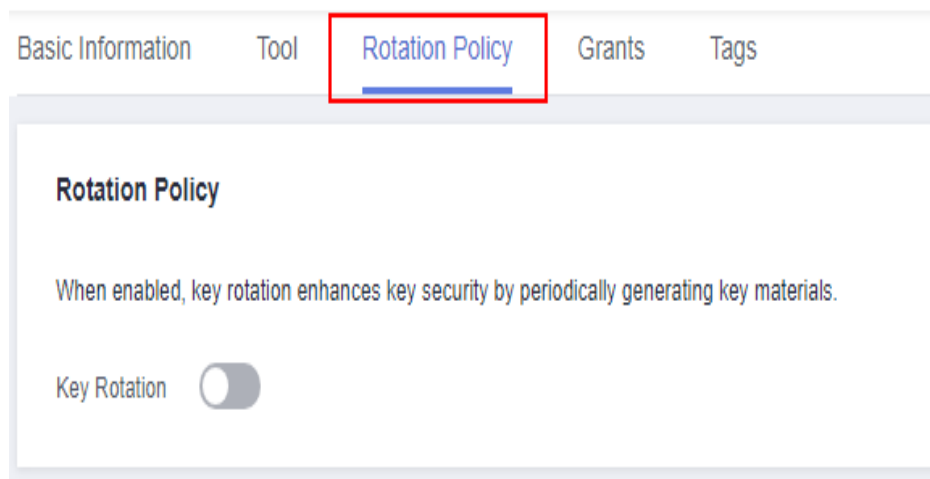 Basic Information Tool Rotation Policy Grants Tags
Rotation Policy
When enabled, key rotation enhances key security by periodically generating key materials.
Key Rotation